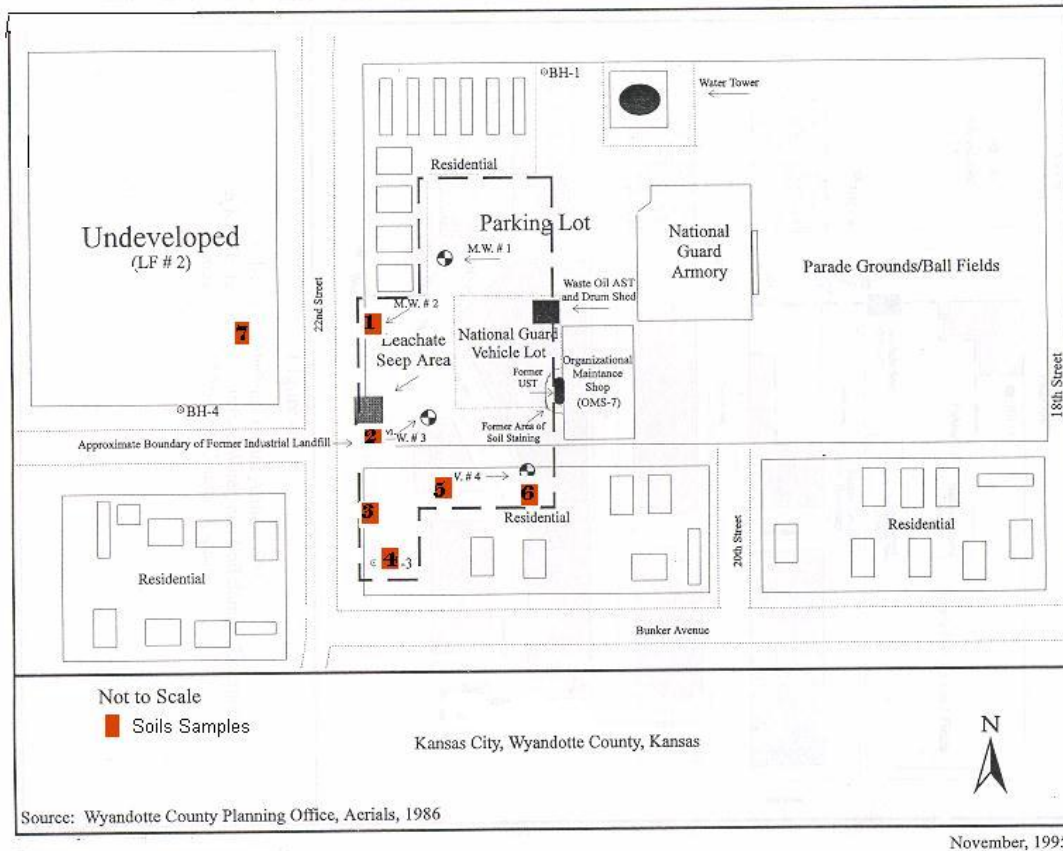 BH-1
Water Tower
Residential
Undeveloped
(LF # 2)
Parking Lot
National
Guard
Armory
M.W. # 1
Parade Grounds/Ball Fields
Waste Oil AST
and Drum Shed
22nd Street
M.W. # 2
1
7
Leachate
Seep Area
National Guard
Vehicle Lot
Organizational
Maintance
Shop
(OMS-7)
Former
UST
18th Street
BH-4
Former Area of
Soil Staining
2
W. # 3
Approximate Boundary of Former Industrial Landfill
# 4
5
6
3
Residential
4
-3
Residential
20th Street
Residential
Bunker Avenue
Not to Scale
Soils Samples
Kansas City, Wyandotte County, Kansas
N
Source: Wyandotte County Planning Office, Aerials, 1986
November, 1995